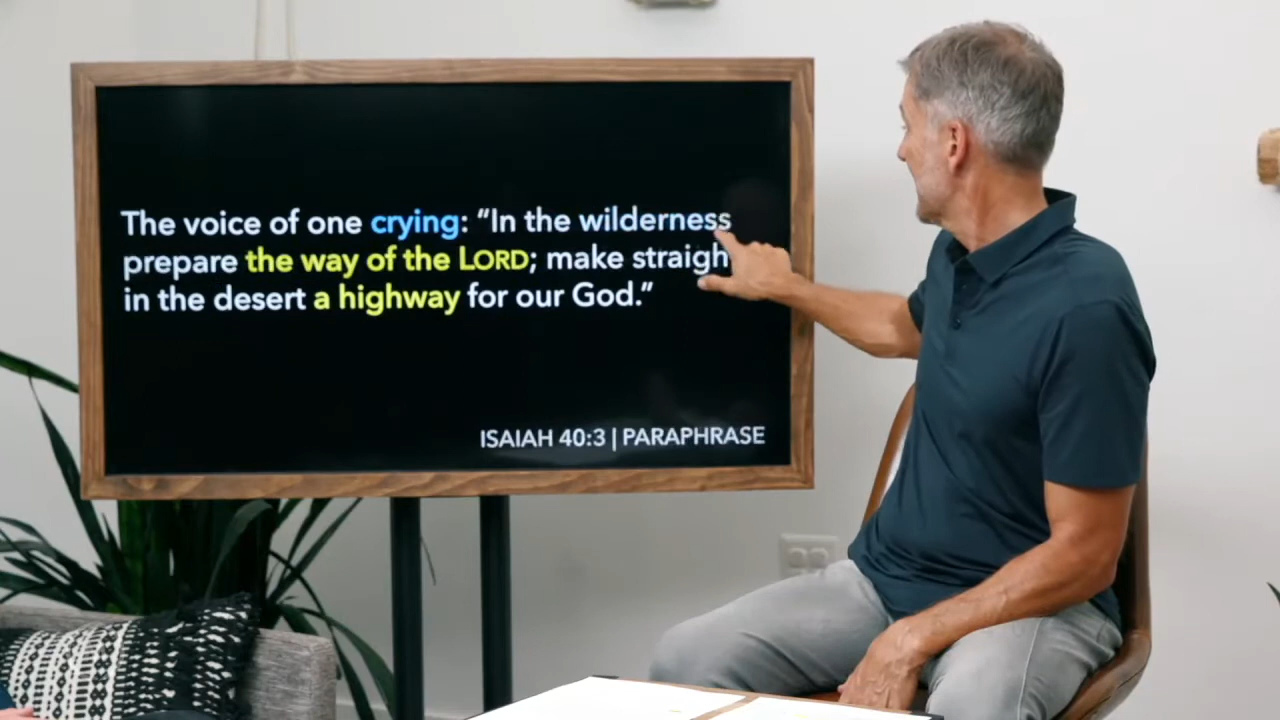 The voice of one crying: “In the wilderness
prepare the way of the LORD; make straigh
in the desert a highway for our God.”
ISAIAH 40:3 | PARAPHRASE